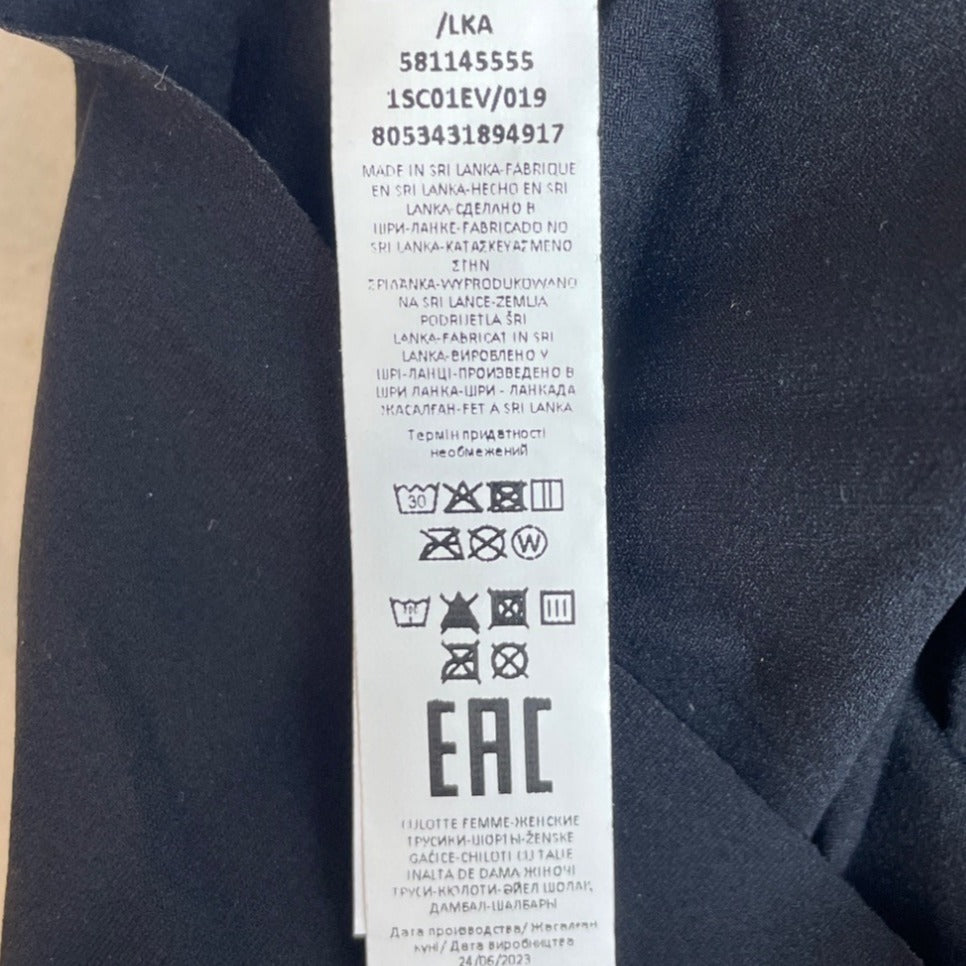 /LKA
581145555
1SC01EV/019
8053431894917
MADE IN SRI LANKA-FABRIQUE
EN SRI LANKA-HECHO EN SRI
LANKA-СДЕЛАНО В
ШРИ-ЛАНКЕ-FABRICADO NO
SRI LANKA-ΚΑΤΑΣΚΕΥΑΣΜΕΝΟ
ΣΤΗΝ
ΣΡΙΛΑΝΚΑ-WYPRODUKOWANO
NA SRI LANCE-ZEMLJA
PODRIJETLA ŠRI
LANKA-FABRICAT IN SRI
LANKA-ВИРОБЛЕНО У
ШРІ-ЛАНЦІ-ПРОИЗВЕДЕНО В
ШРИ ЛАНКА-ШРИ - ЛАНКАДА
ЖАСАЛҒАН-FET A SRI LANKA
Термін придатності
необмежений
30
W
EAC
CULOTTE FEMME-ЖЕНСКИЕ
ТРУСИКИ-ШОРТЫ-ŽENSKE
GAĆICE-CHILOTI CU TALIE
INALTA DE DAMA ЖІНОЧІ
ТРУСИ-КЮЛОТИ-ӘЙЕЛ ШОЛАҚ
ДАМБАЛ-ШАЛБАРЫ
Дата производства/ Жасалған
күні/ Дата виробництва
24/06/2023